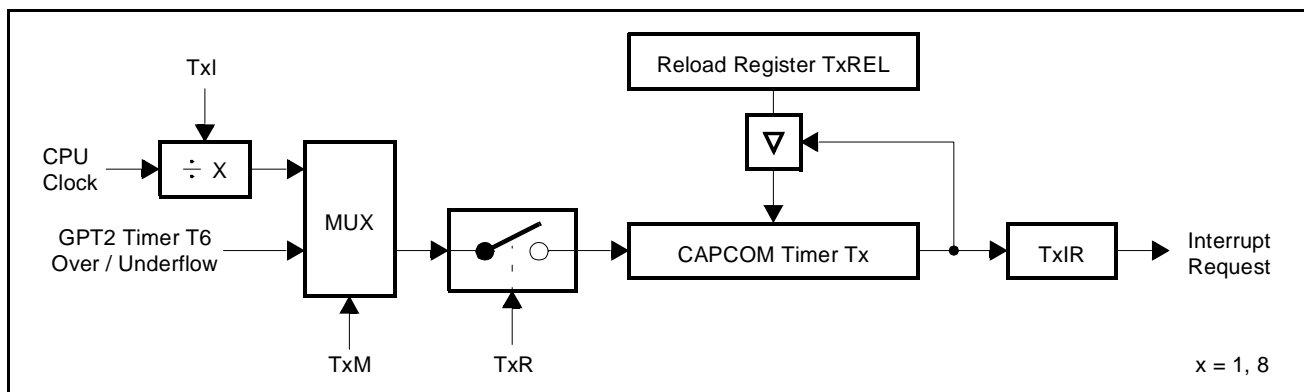 TxI
Reload Register TxREL
CPU
Clock
÷ X
∇
MUX
GPT2 Timer T6
Over / Underflow
CAPCOM Timer Tx
TxIR
Interrupt
Request
TxM
TxR
x = 1, 8